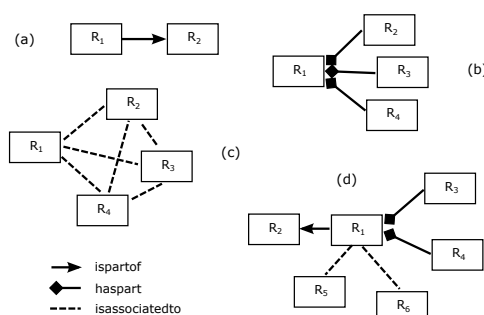 (a)
R1
R2
R2
R1
R3
R4
(b)
R2
R1
R3
R4
(c)
(d)
R3
R2
R1
R4
R5
R6
ispartof
haspart
isassociatedto